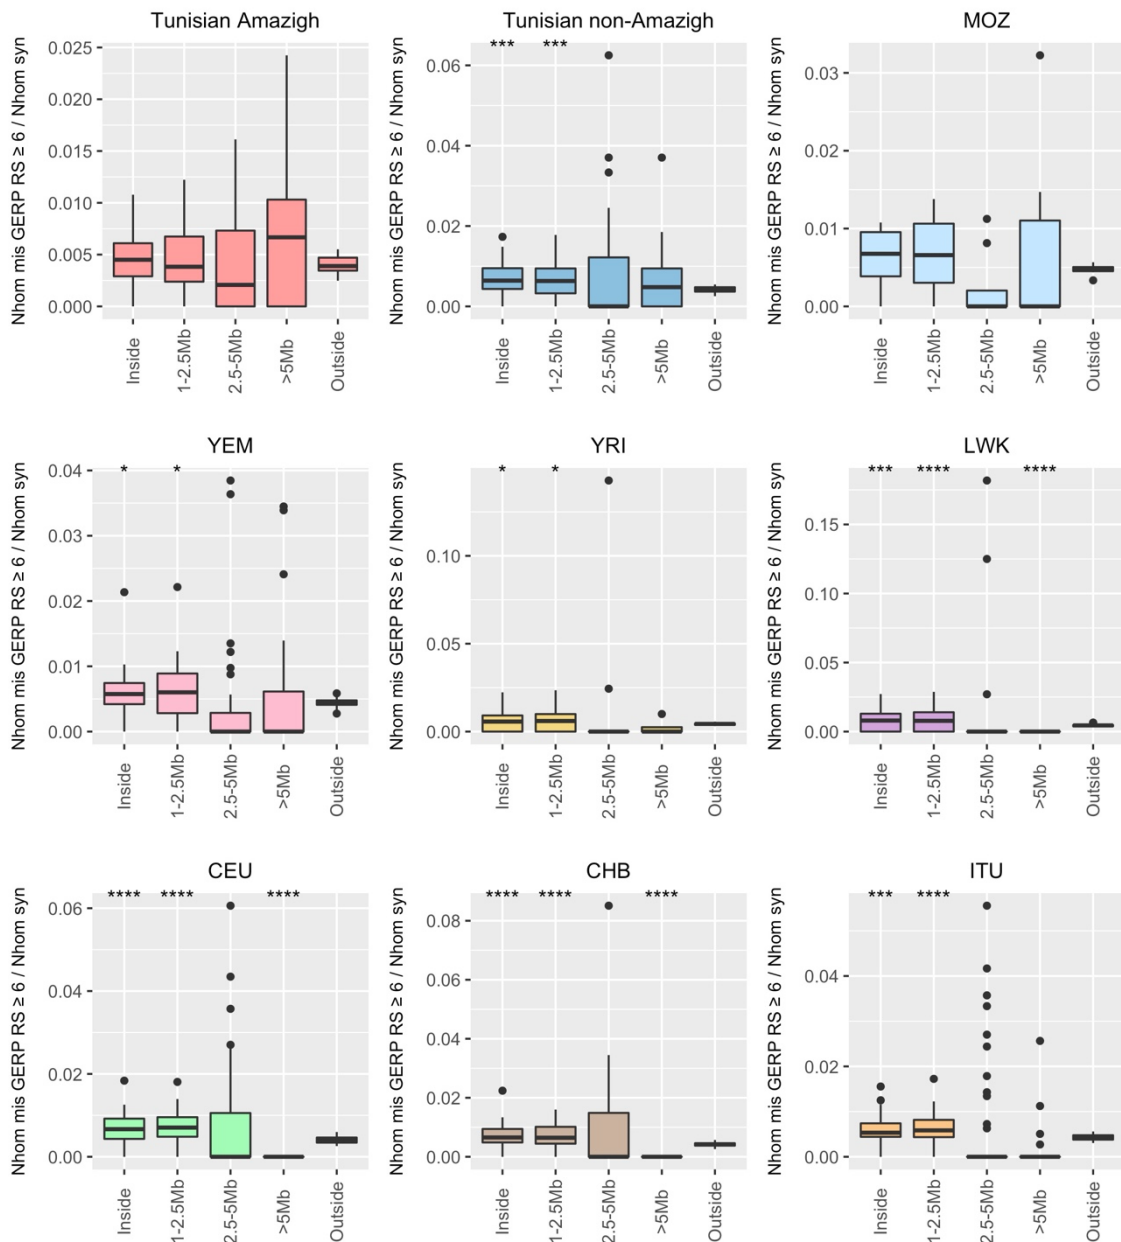 Tunisian Amazigh
Nhom mis GERP RS ≥ 6 / Nhom syn
0.025
0.020
0.015
0.010
0.005
0.000
Inside
1-2.5Mb
2.5-5Mb
>5Mb
Outside
Tunisian non-Amazigh
Nhom mis GERP RS ≥ 6 / Nhom syn
*** ***
0.06
0.04
0.02
0.00
Inside
1-2.5Mb
2.5-5Mb
>5Mb
Outside
MOZ
Nhom mis GERP RS ≥ 6 / Nhom syn
0.03
0.02
0.01
0.00
Inside
1-2.5Mb
2.5-5Mb
>5Mb
Outside
YEM
Nhom mis GERP RS ≥ 6 / Nhom syn
* *
0.04
0.03
0.02
0.01
0.00
Inside
1-2.5Mb
2.5-5Mb
>5Mb
Outside
YRI
Nhom mis GERP RS ≥ 6 / Nhom syn
* *
0.10
0.05
0.00
Inside
1-2.5Mb
2.5-5Mb
>5Mb
Outside
LWK
Nhom mis GERP RS ≥ 6 / Nhom syn
*** **** ****
0.15
0.10
0.05
0.00
Inside
1-2.5Mb
2.5-5Mb
>5Mb
Outside
CEU
Nhom mis GERP RS ≥ 6 / Nhom syn
**** **** ****
0.06
0.04
0.02
0.00
Inside
1-2.5Mb
2.5-5Mb
>5Mb
Outside
CHB
Nhom mis GERP RS ≥ 6 / Nhom syn
**** **** ****
0.08
0.06
0.04
0.02
0.00
Inside
1-2.5Mb
2.5-5Mb
>5Mb
Outside
ITU
Nhom mis GERP RS ≥ 6 / Nhom syn
*** ****
0.04
0.02
0.00
Inside
1-2.5Mb
2.5-5Mb
>5Mb
Outside